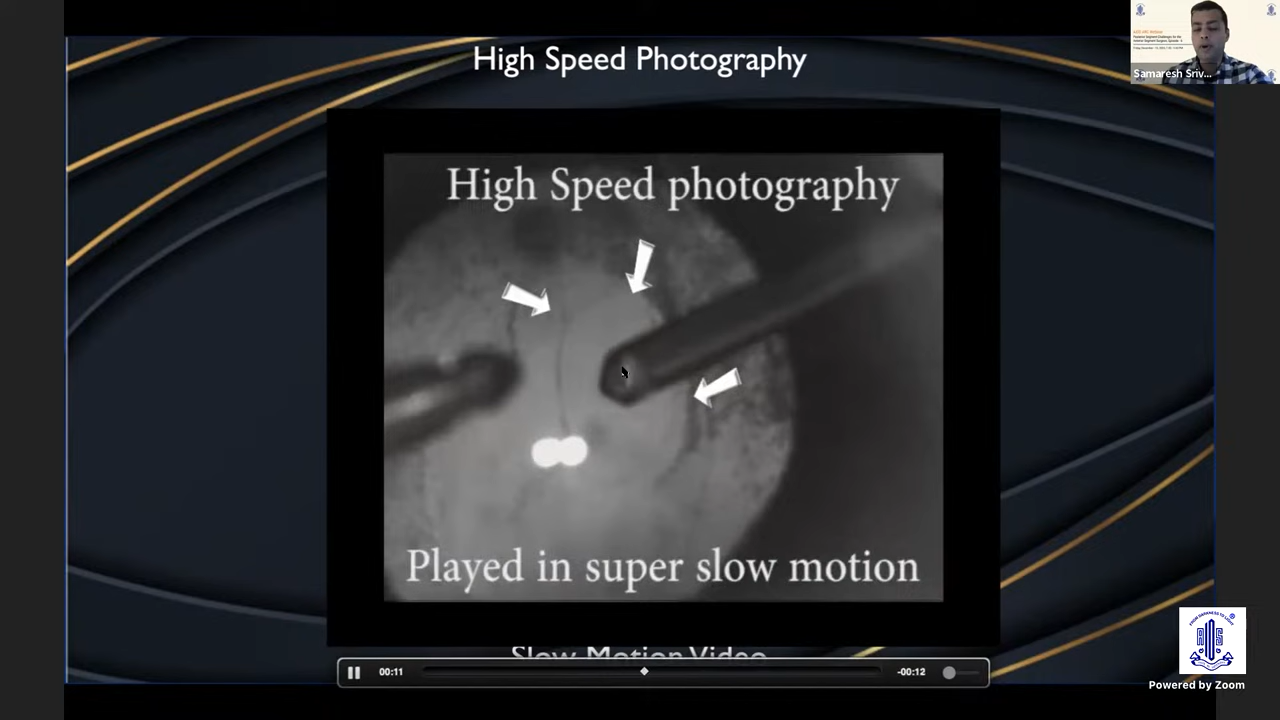 High Speed Photography
High Speed photography
Played in super slow motion
Slow Motion Video
00:11
-00:12
Samaresh Sriv...
Powered by Zoom